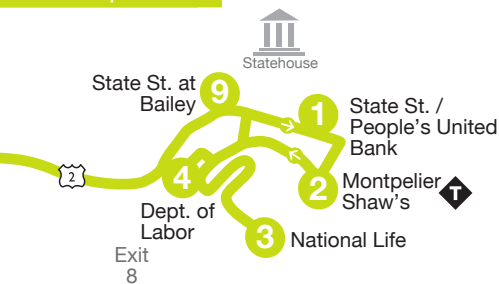 Statehouse
State St. at
Bailey
9
1
State St. /
People's United
Bank
2
4
2
Montpelier
Shaw's
T
Dept. of
Labor
3
National Life
Exit
8